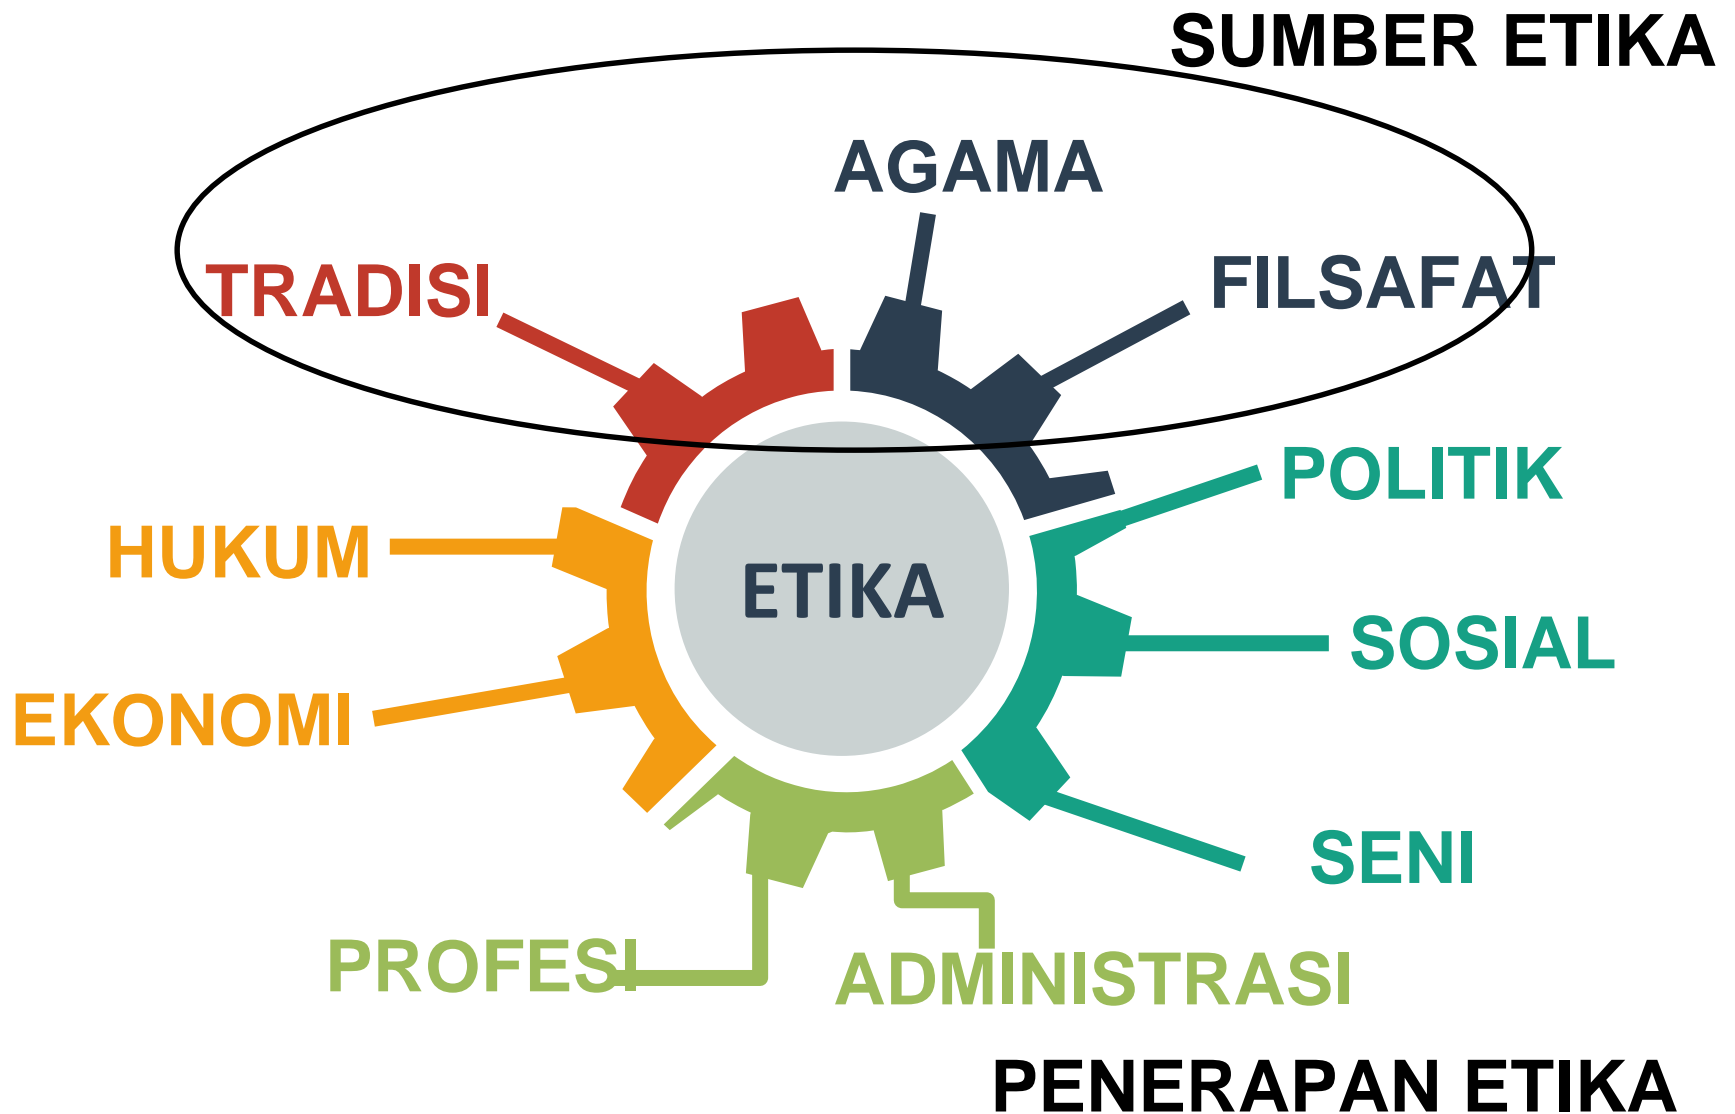 SUMBER ETIKA
AGAMA
TRADISI
FILSAFAT
POLITIK
HUKUM
ETIKA
SOSIAL
EKONOMI
SENI
PROFESI
ADMINISTRASI
PENERAPAN ETIKA